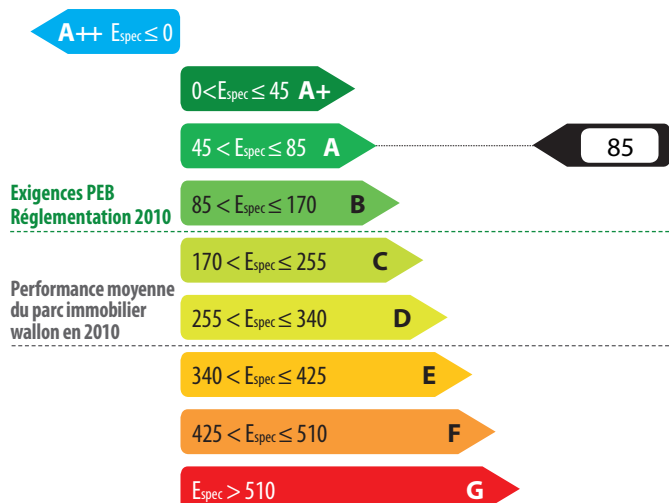 A++ Espec ≤ 0
0<Espec ≤ 45 A+
45 < Espec ≤ 85 A
85
Exigences PEB
Réglementation 2010
85 < Espec ≤ 170 B
170 < Espec ≤ 255 C
Performance moyenne
du parc immobilier
wallon en 2010
255 < Espec ≤ 340 D
340 < Espec ≤ 425 E
425 < Espec ≤ 510 F
Espec > 510 G